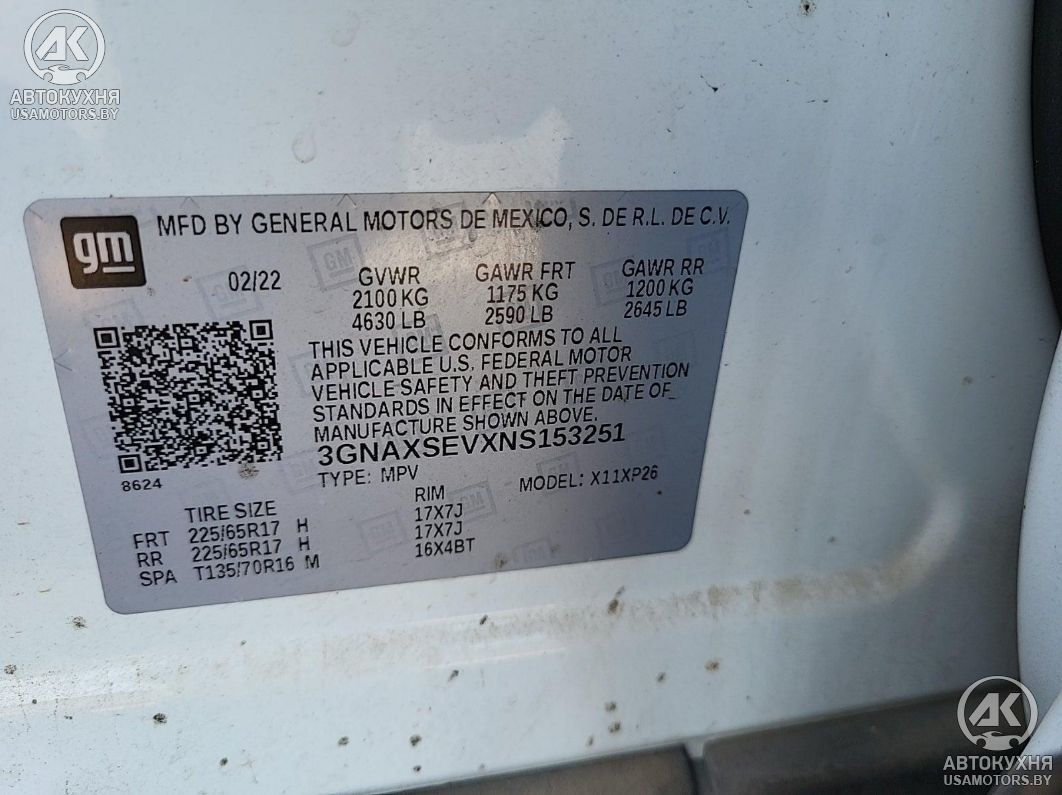 AK
АВТОКУХНЯ
USAMOTORS.BY
gm
MFD BY GENERAL MOTORS DE MEXICO, S. DE R.L. DE C.V.
02/22 GVWR GAWR FRT GAWR RR
2100 KG 1175 KG 1200 KG
4630 LB 2590 LB 2645 LB
THIS VEHICLE CONFORMS TO ALL
APPLICABLE U.S. FEDERAL MOTOR
VEHICLE SAFETY AND THEFT PREVENTION
STANDARDS IN EFFECT ON THE DATE OF
MANUFACTURE SHOWN ABOVE.
3GNAXSEVXNS153251
8624 TYPE: MPV MODEL: X11XP26
TIRE SIZE RIM
FRT 225/65R17 H 17X7J
RR 225/65R17 H 17X7J
SPA T135/70R16 M 16X4BT
AK
АВТОКУХНЯ
USAMOTORS.BY